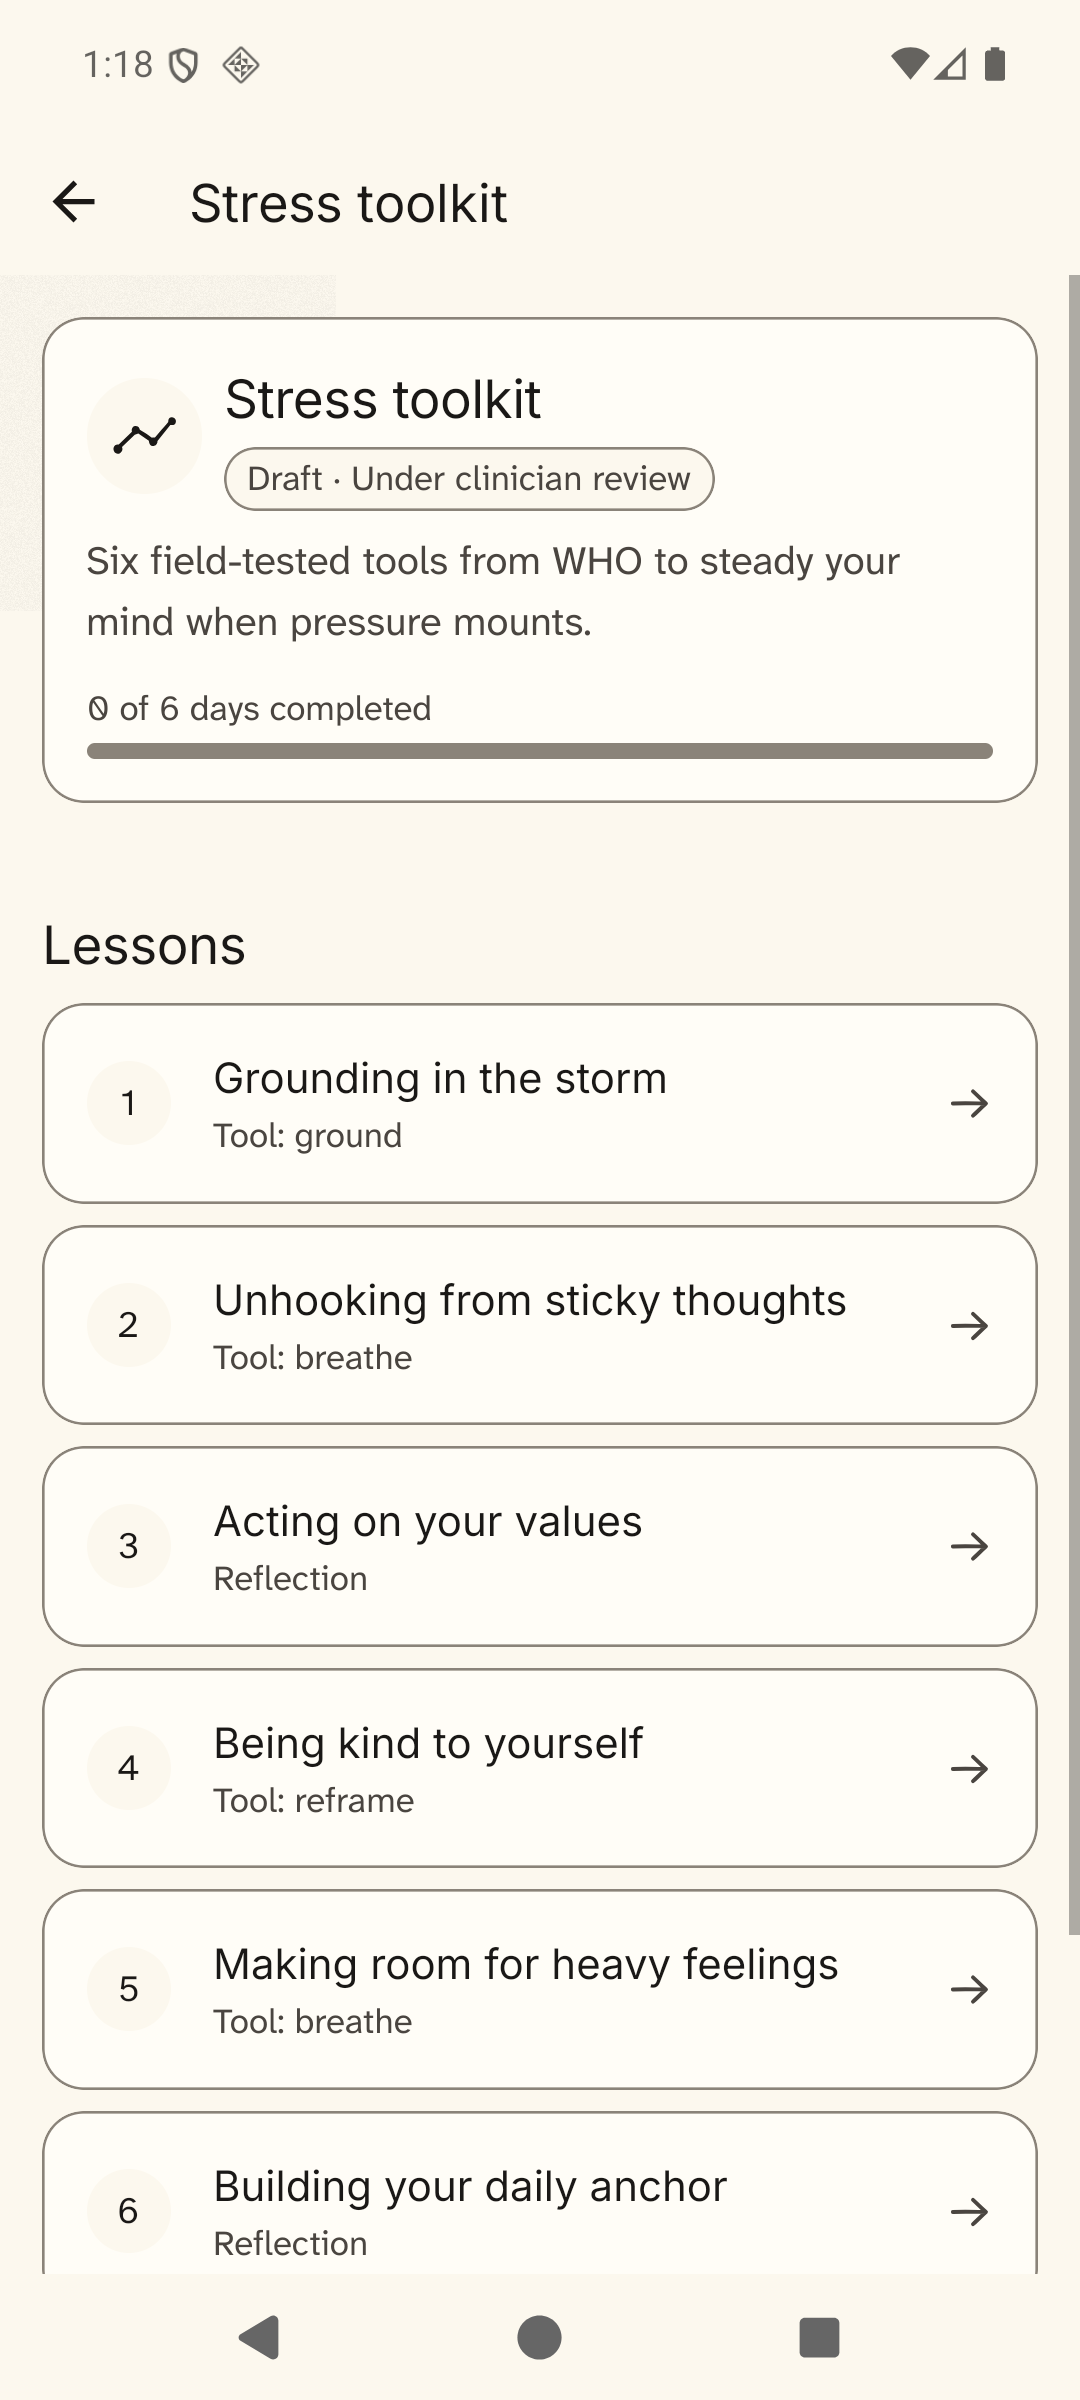 1:18
Stress toolkit
Stress toolkit
Draft · Under clinician review
Six field-tested tools from WHO to steady your
mind when pressure mounts.
0 of 6 days completed
Lessons
1
Grounding in the storm
Tool: ground
2
Unhooking from sticky thoughts
Tool: breathe
3
Acting on your values
Reflection
4
Being kind to yourself
Tool: reframe
5
Making room for heavy feelings
Tool: breathe
6
Building your daily anchor
Reflection